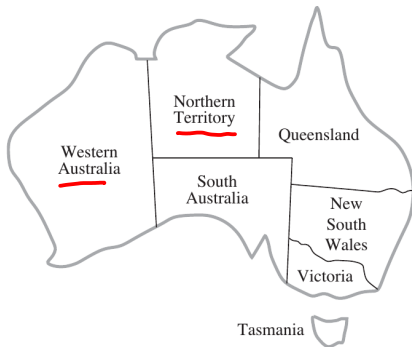 Northern
Territory
Queensland
Western
Australia
South
Australia
New
South
Wales
Victoria
Tasmania